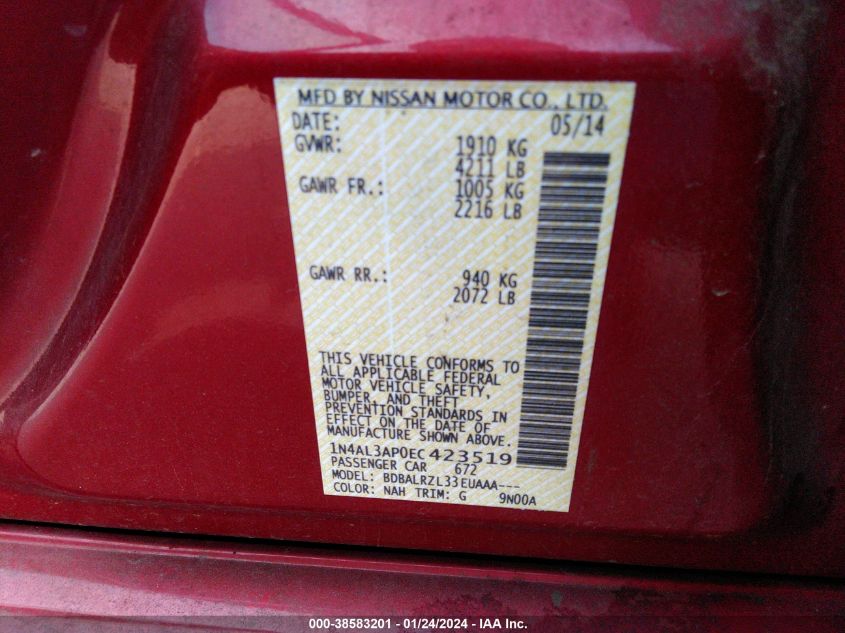 MFD BY NISSAN MOTOR CO., LTD.
DATE: 05/14
GVWR: 1910 KG
4211 LB
GAWR FR.: 1005 KG
2216 LB
GAWR RR.: 940 KG
2072 LB
THIS VEHICLE CONFORMS TO
ALL APPLICABLE FEDERAL
MOTOR VEHICLE SAFETY,
BUMPER, AND THEFT
PREVENTION STANDARDS IN
EFFECT ON THE DATE OF
MANUFACTURE SHOWN ABOVE.
1N4AL3AP0EC423519
PASSENGER CAR 672
MODEL: BDBALRZL33EUAAA---
COLOR: NAH TRIM: G 9N00A
000-38583201 - 01/24/2024 - IAA Inc.